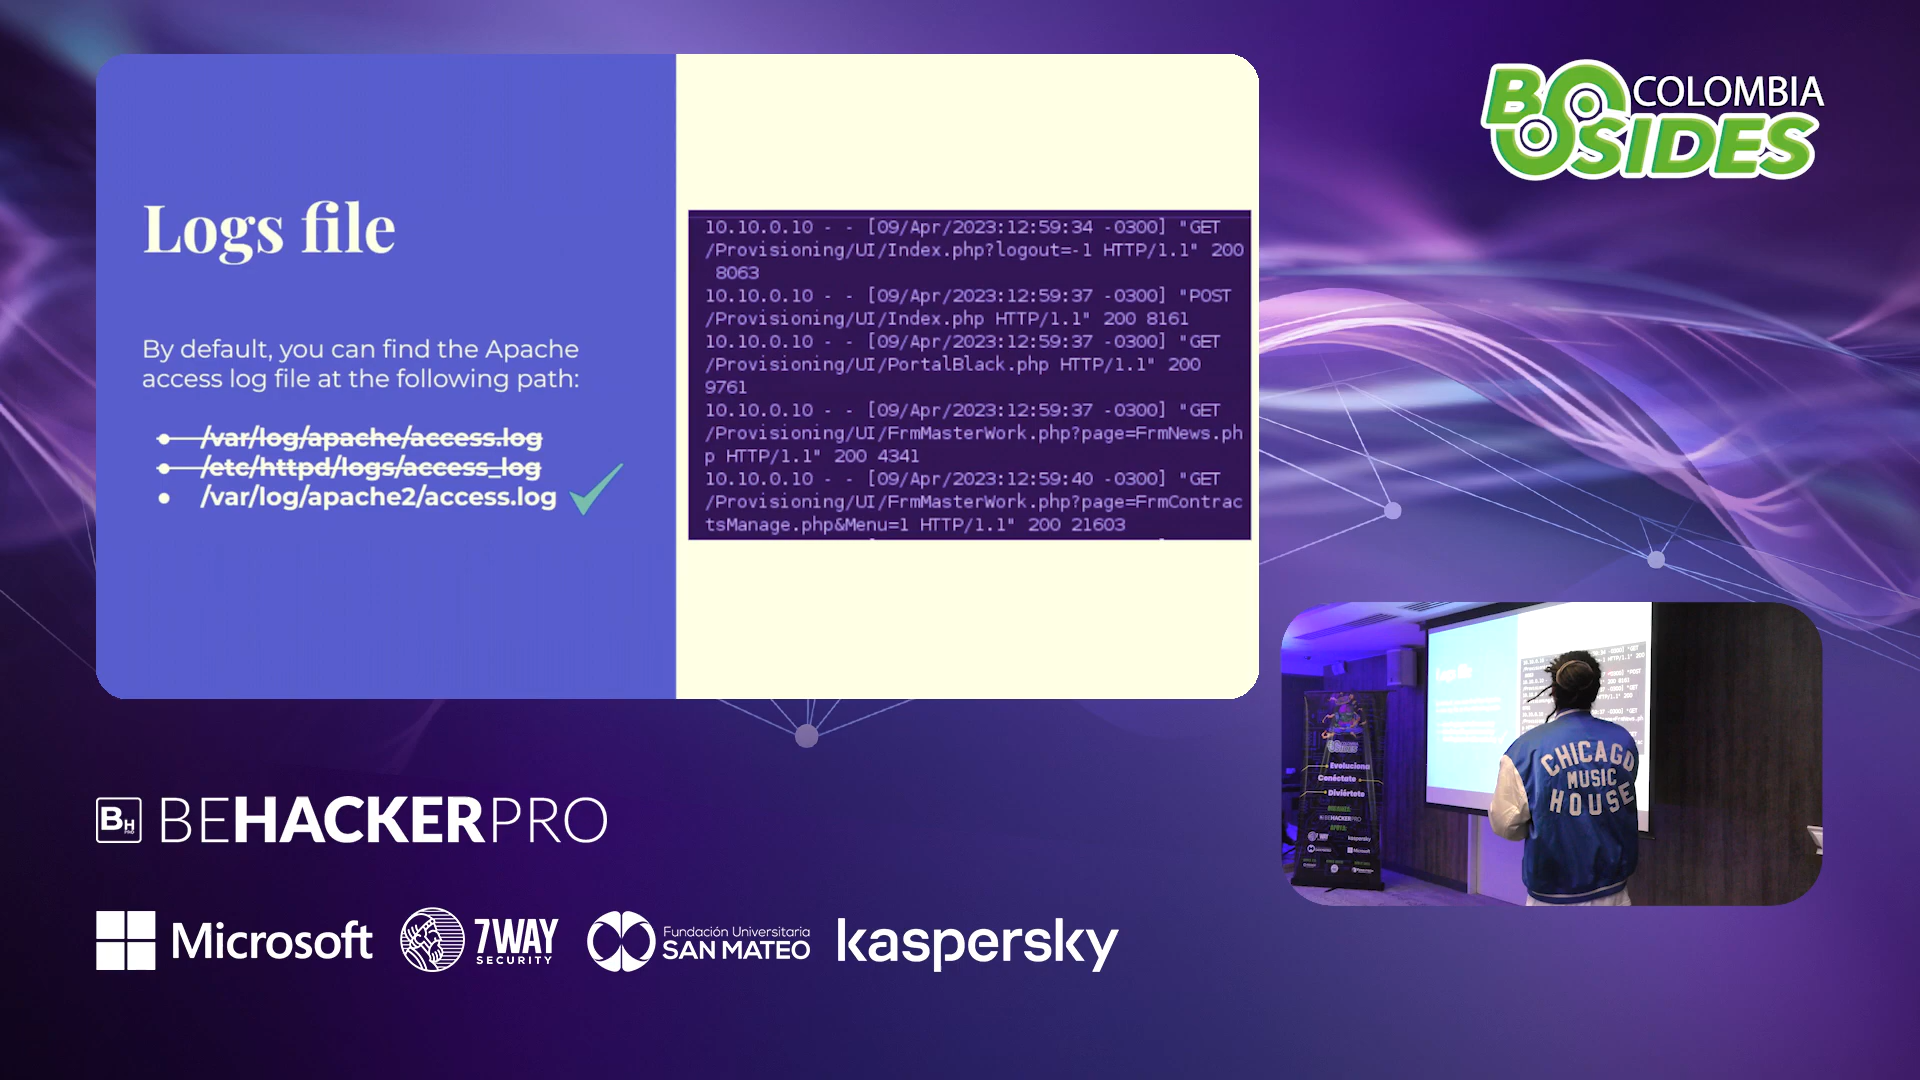 BSIDES COLOMBIA
Logs file
By default, you can find the Apache
access log file at the following path:
/var/log/apache/access.log
/etc/httpd/logs/access_log
/var/log/apache2/access.log
10.10.0.10 - - [09/Apr/2023:12:59:34 -0300] "GET
/Provisioning/UI/Index.php?logout=-1 HTTP/1.1" 200
8063
10.10.0.10 - - [09/Apr/2023:12:59:37 -0300] "POST
/Provisioning/UI/Index.php HTTP/1.1" 200 8161
10.10.0.10 - - [09/Apr/2023:12:59:37 -0300] "GET
/Provisioning/UI/PortalBlack.php HTTP/1.1" 200
9761
10.10.0.10 - - [09/Apr/2023:12:59:37 -0300] "GET
/Provisioning/UI/FrmMasterWork.php?page=FrmNews.ph
p HTTP/1.1" 200 4341
10.10.0.10 - - [09/Apr/2023:12:59:40 -0300] "GET
/Provisioning/UI/FrmMasterWork.php?page=FrmContrac
tsManage.php&Menu=1 HTTP/1.1" 200 21603
Evoluciona
Conéctate
Diviértete
BEHACKERPRO
kaspersky
Microsoft
CHICAGO
MUSIC
HOUSE
BH PRO BEHACKERPRO
Microsoft
7WAY
SECURITY
Fundación Universitaria
SAN MATEO
kaspersky